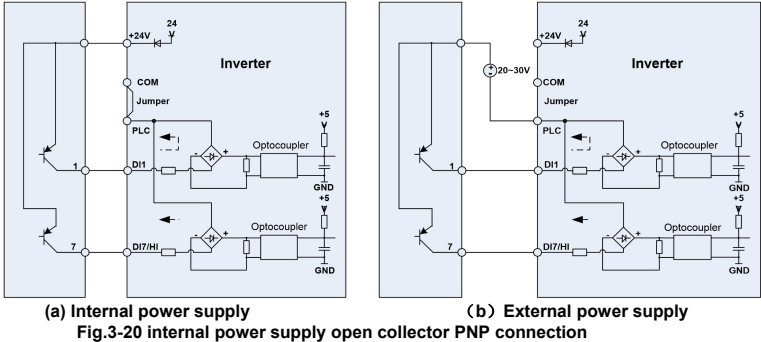 24
+24V
Inverter
COM
Jumper
+5
PLC
Optocoupler
- +
1
DI1
GND
+5
Optocoupler
- +
7
DI7/HI
GND
24
+24V
20~30V
Inverter
COM
Jumper
+5
PLC
Optocoupler
- +
1
DI1
GND
+5
Optocoupler
- +
7
DI7/HI
GND
(a) Internal power supply
（b）External power supply
Fig.3-20 internal power supply open collector PNP connection